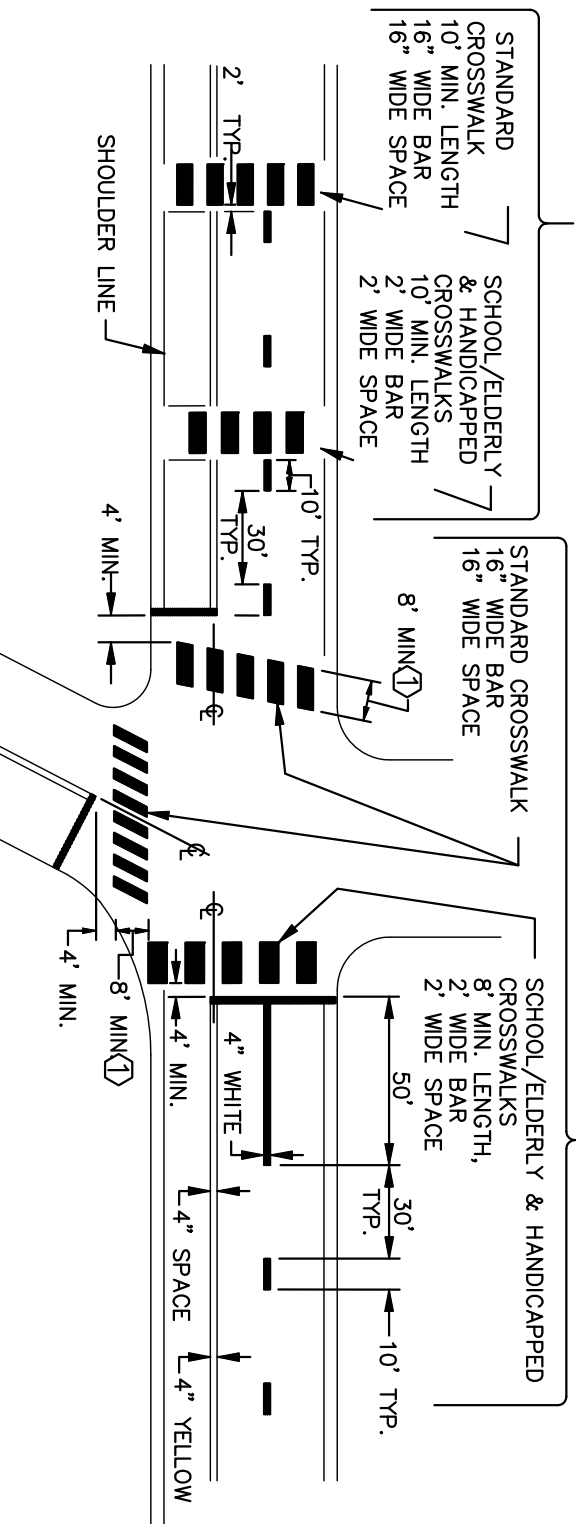 STANDARD
CROSSWALK
10' MIN. LENGTH
16" WIDE BAR
16" WIDE SPACE
SCHOOL/ELDERLY
& HANDICAPPED
CROSSWALKS
10' MIN. LENGTH
2' WIDE BAR
2' WIDE SPACE
STANDARD CROSSWALK
16" WIDE BAR
16" WIDE SPACE
SCHOOL/ELDERLY & HANDICAPPED
CROSSWALKS
8' MIN. LENGTH,
2' WIDE BAR
2' WIDE SPACE
2' TYP.
SHOULDER LINE
10' TYP.
30'
TYP.
4' MIN.
8' MIN. 1
℄
℄
℄
4' MIN.
8' MIN. 1
4' MIN.
4" WHITE
50'
30'
TYP.
10' TYP.
4" SPACE
4" YELLOW